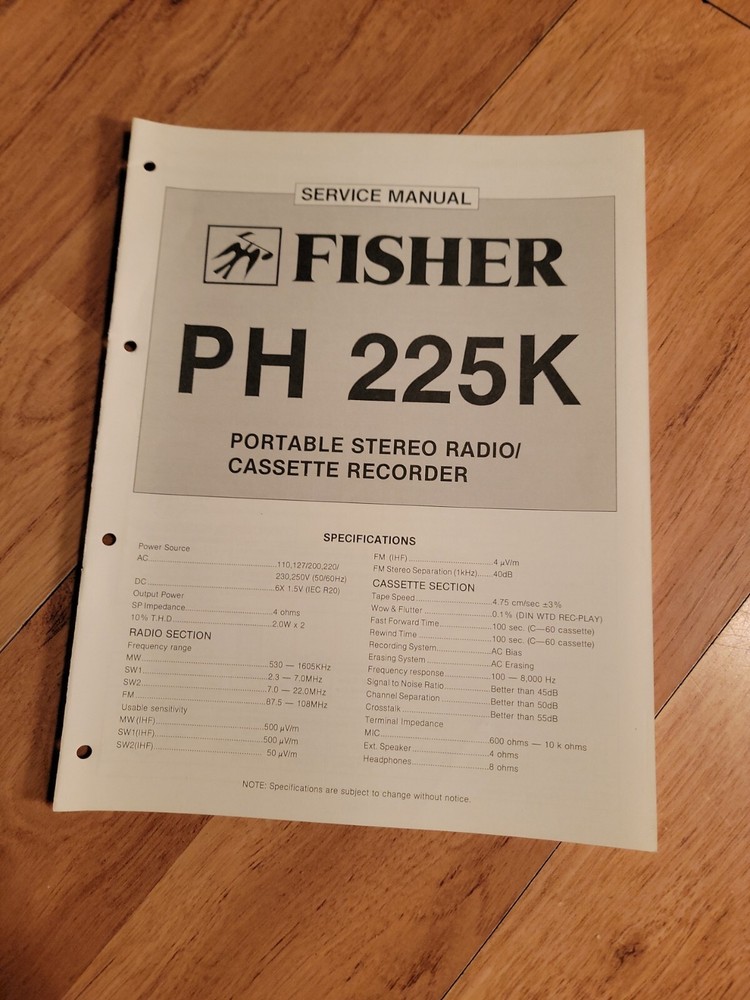 SERVICE MANUAL
FISHER
PH 225K
PORTABLE STEREO RADIO/
CASSETTE RECORDER
SPECIFICATIONS
Power Source
AC..........110,127/200,220/
230,250V (50/60Hz)
DC..........6X 1.5V (IEC R20)
Output Power
SP Impedance..........4 ohms
10% T.H.D..........2.0W x 2
RADIO SECTION
Frequency range
MW..........530 — 1605KHz
SW1..........2.3 — 7.0MHz
SW2..........7.0 — 22.0MHz
FM..........87.5 — 108MHz
Usable sensitivity
MW(IHF)..........500 µV/m
SW1(IHF)..........500 µV/m
SW2(IHF)..........50 µV/m
FM (IHF)..........4 µV/m
FM Stereo Separation (1kHz)......40dB
CASSETTE SECTION
Tape Speed..........4.75 cm/sec ±3%
Wow & Flutter..........0.1% (DIN WTD REC-PLAY)
Fast Forward Time..........100 sec. (C—60 cassette)
Rewind Time..........100 sec. (C—60 cassette)
Recording System..........AC Bias
Erasing System..........AC Erasing
Frequency response..........100 — 8,000 Hz
Signal to Noise Ratio..........Better than 45dB
Channel Separation..........Better than 50dB
Crosstalk..........Better than 55dB
Terminal Impedance
MIC..........600 ohms — 10 k ohms
Ext. Speaker..........4 ohms
Headphones..........8 ohms
NOTE: Specifications are subject to change without notice.